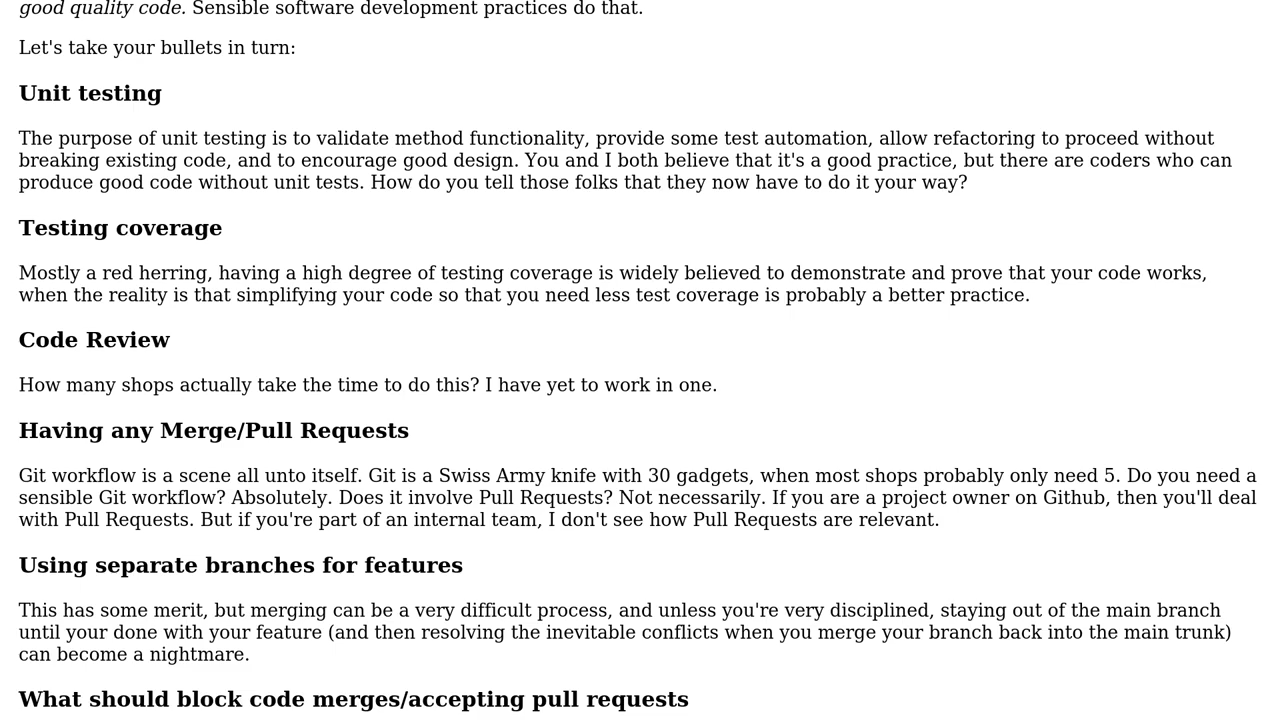 good quality code. Sensible software development practices do that.
Let's take your bullets in turn:
Unit testing
The purpose of unit testing is to validate method functionality, provide some test automation, allow refactoring to proceed without
breaking existing code, and to encourage good design. You and I both believe that it's a good practice, but there are coders who can
produce good code without unit tests. How do you tell those folks that they now have to do it your way?
Testing coverage
Mostly a red herring, having a high degree of testing coverage is widely believed to demonstrate and prove that your code works,
when the reality is that simplifying your code so that you need less test coverage is probably a better practice.
Code Review
How many shops actually take the time to do this? I have yet to work in one.
Having any Merge/Pull Requests
Git workflow is a scene all unto itself. Git is a Swiss Army knife with 30 gadgets, when most shops probably only need 5. Do you need a
sensible Git workflow? Absolutely. Does it involve Pull Requests? Not necessarily. If you are a project owner on Github, then you'll deal
with Pull Requests. But if you're part of an internal team, I don't see how Pull Requests are relevant.
Using separate branches for features
This has some merit, but merging can be a very difficult process, and unless you're very disciplined, staying out of the main branch
until your done with your feature (and then resolving the inevitable conflicts when you merge your branch back into the main trunk)
can become a nightmare.
What should block code merges/accepting pull requests